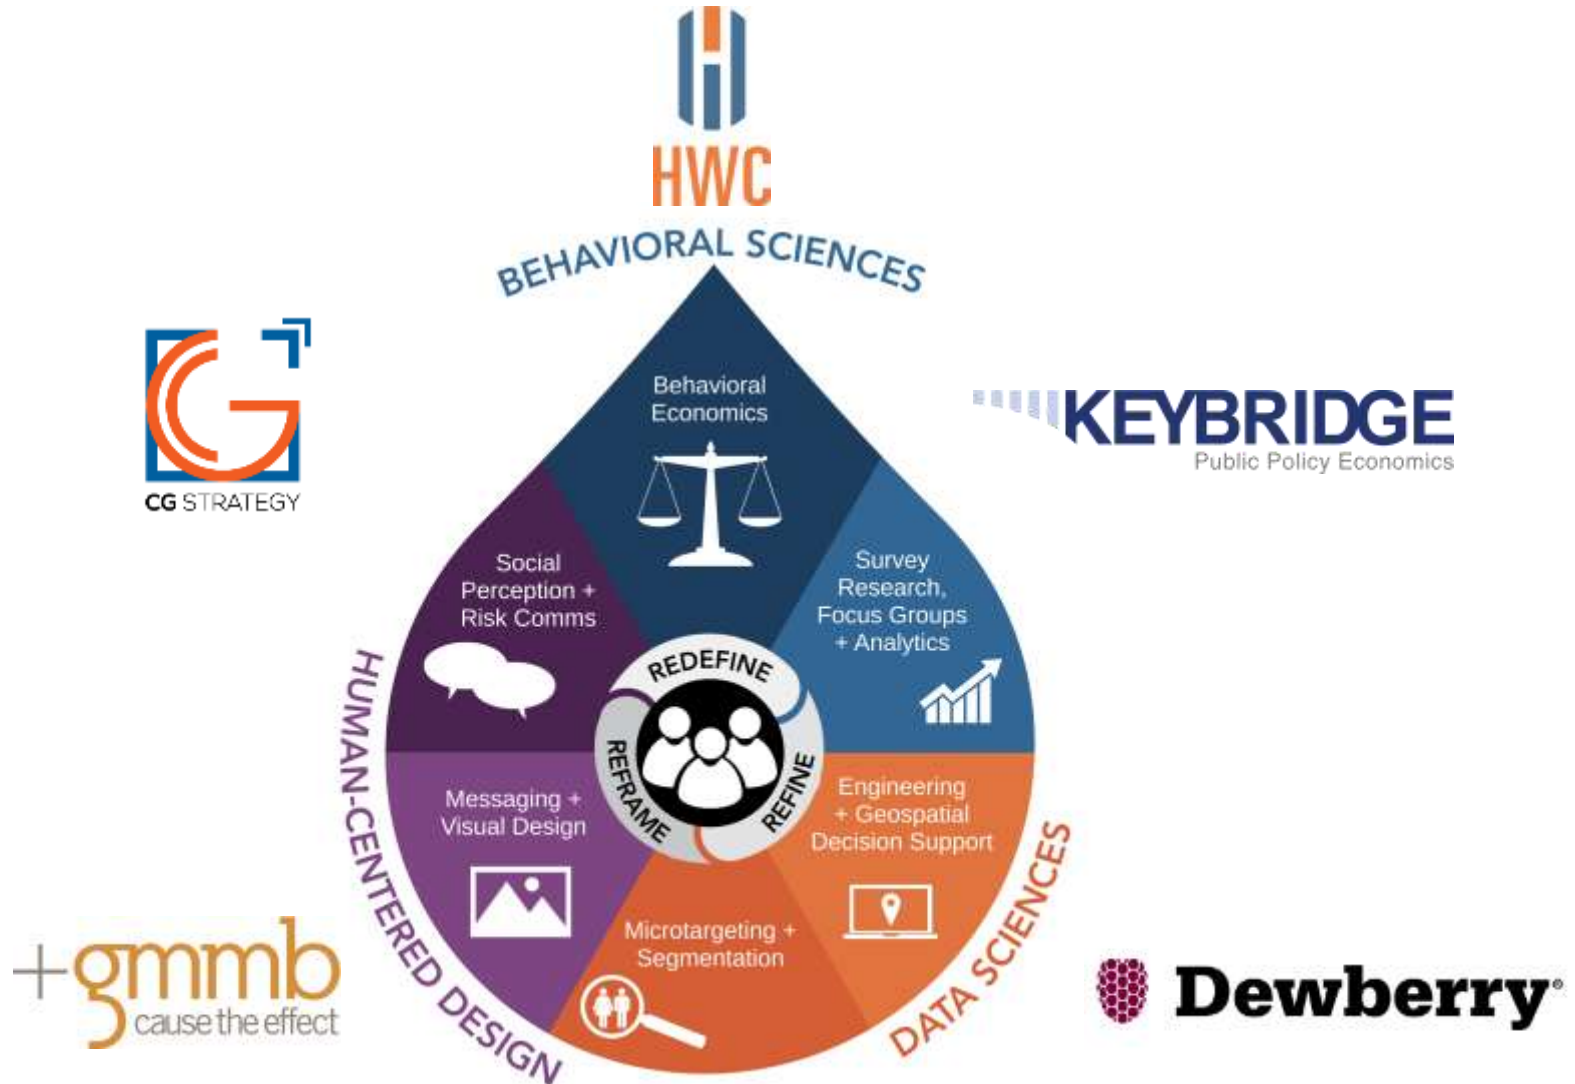 HWC
BEHAVIORAL SCIENCES
CG STRATEGY
KEYBRIDGE
Public Policy Economics
Behavioral
Economics
Social
Perception +
Risk Comms
Survey
Research,
Focus Groups
+ Analytics
REDEFINE
REFRAME
REFINE
HUMAN-CENTERED DESIGN
Messaging +
Visual Design
Engineering
+ Geospatial
Decision Support
Microtargeting +
Segmentation
DATA SCIENCES
+gmmb
cause the effect
Dewberry®